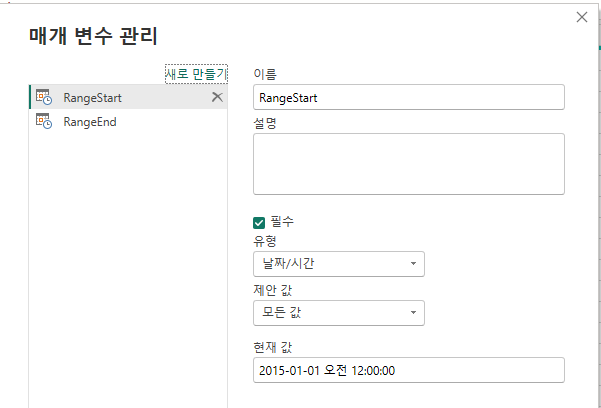 매개 변수 관리
새로 만들기
RangeStart
RangeEnd
이름
RangeStart
설명
필수
유형
날짜/시간
제안 값
모든 값
현재 값
2015-01-01 오전 12:00:00